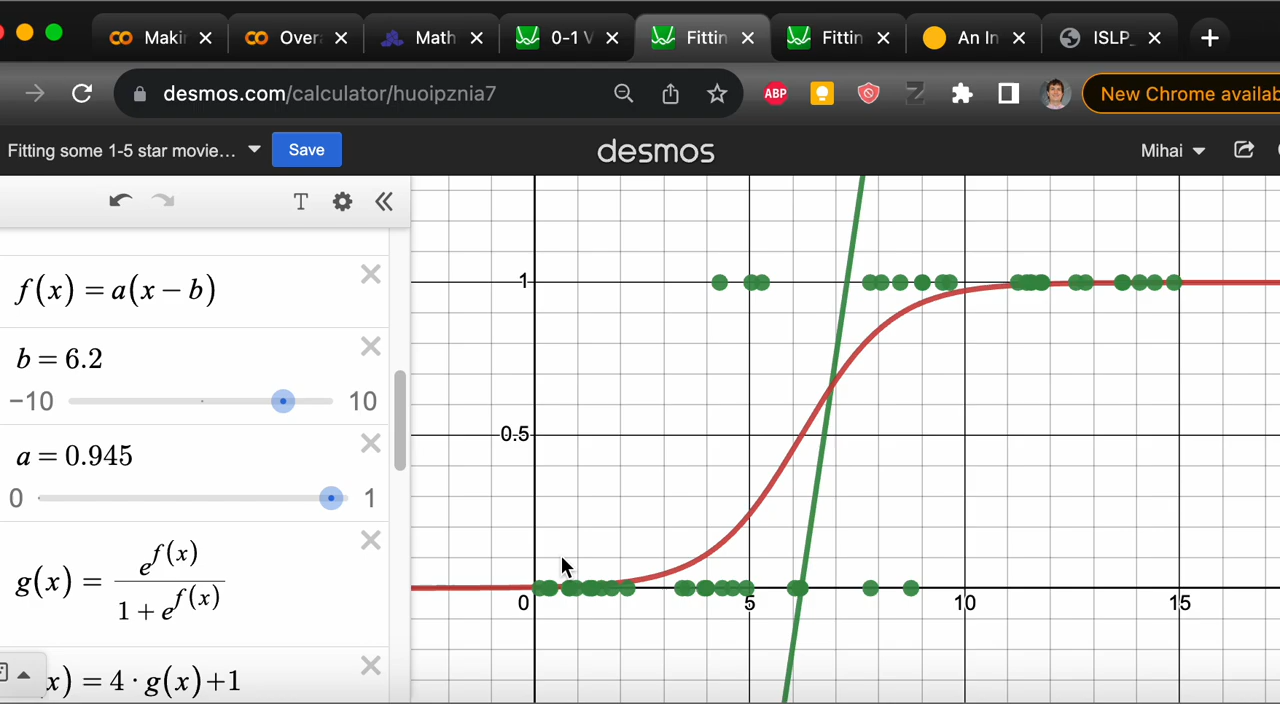 Maki Over Math 0-1 V Fittin Fittin An In ISLP_
desmos.com/calculator/huoipznia7 ABP New Chrome availab
Fitting some 1-5 star movie... Save desmos Mihai
f(x) = a(x − b)
b = 6.2
−10 10
a = 0.945
0 1
g(x) = e^f(x) / 1 + e^f(x)
x) = 4 · g(x)+1
1
0.5
0 5 10 15